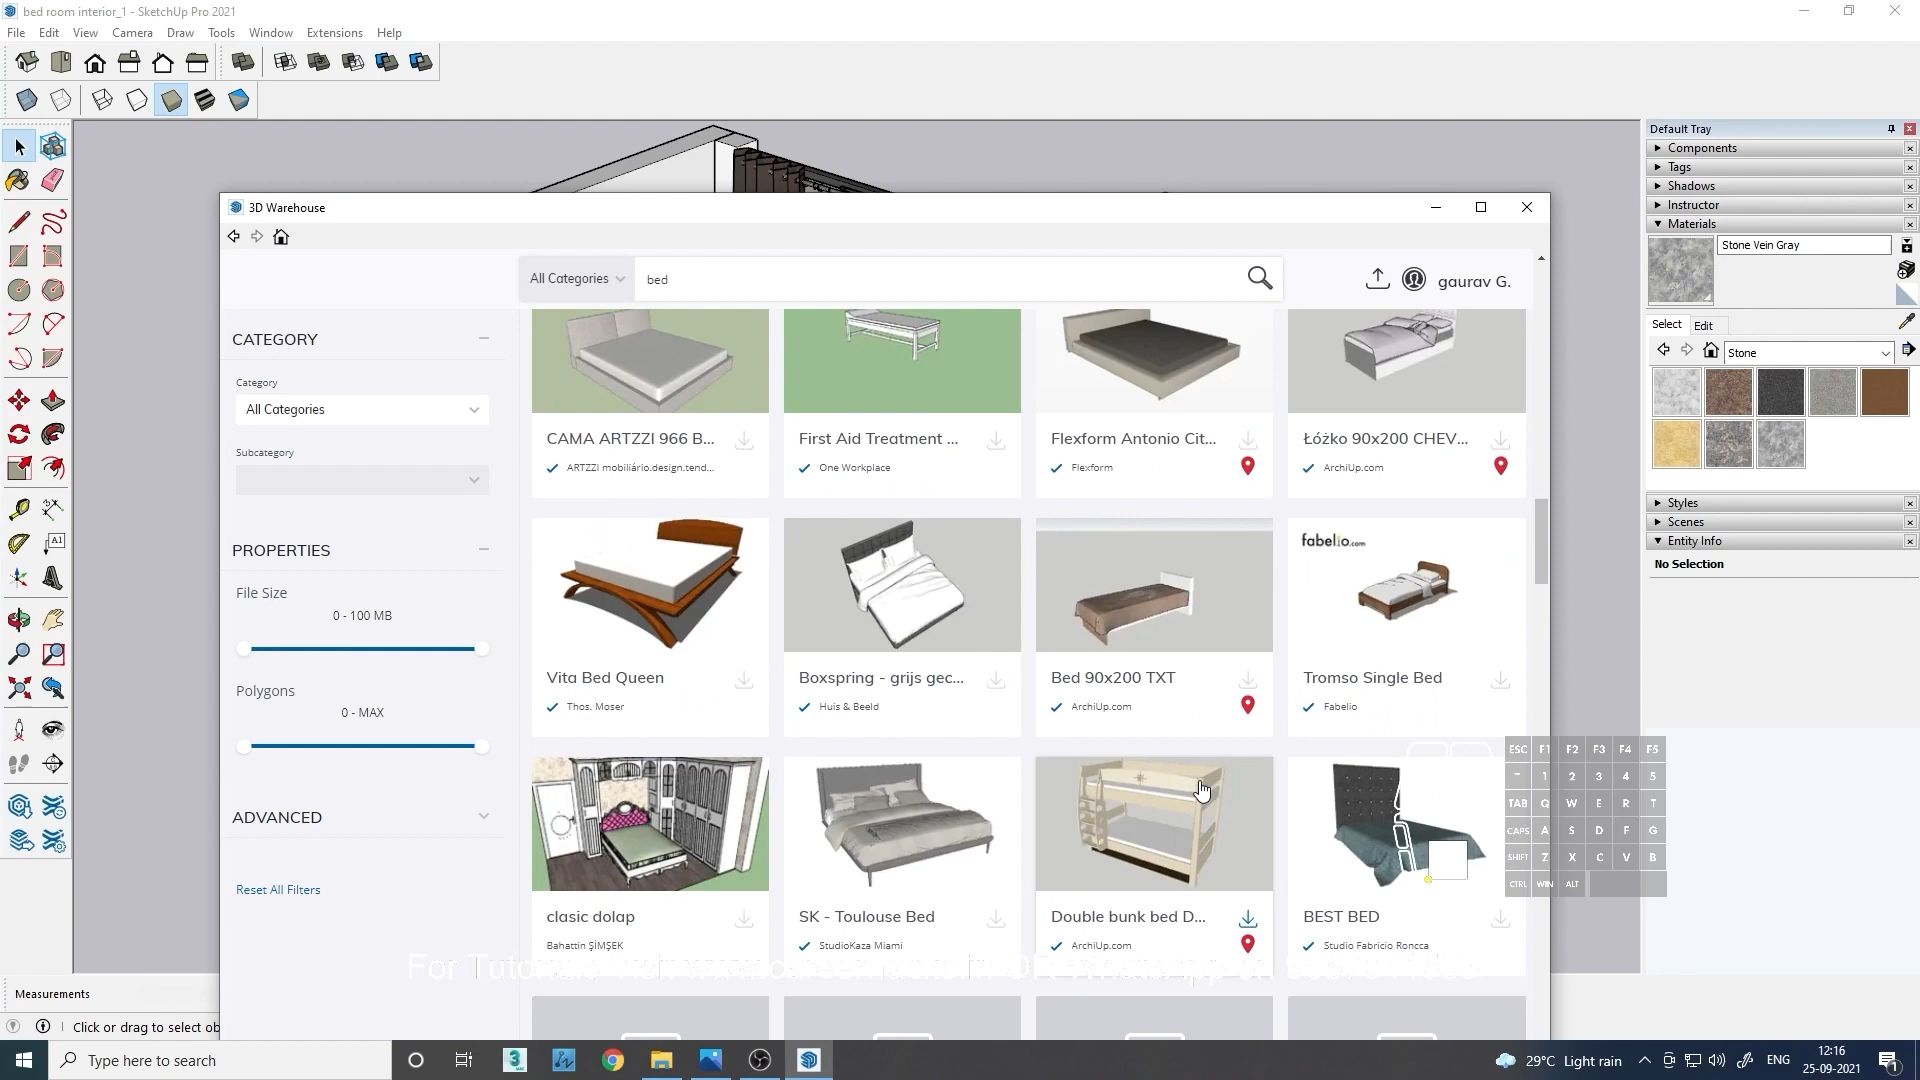 bed room interior_1 - SketchUp Pro 2021
File Edit View Camera Draw Tools Window Extensions Help
Default Tray
Components
Tags
Shadows
Instructor
Materials
Stone Vein Gray
Select Edit
Stone
Styles
Scenes
Entity Info
No Selection
3D Warehouse
All Categories bed gaurav G.
CATEGORY
Category
All Categories
Subcategory
PROPERTIES
File Size
0 - 100 MB
Polygons
0 - MAX
ADVANCED
Reset All Filters
CAMA ARTZZI 966 B...
ARTZZI mobiliário.design.tend...
First Aid Treatment ...
One Workplace
Flexform Antonio Cit...
Flexform
Łóżko 90x200 CHEV...
ArchiUp.com
Vita Bed Queen
Thos. Moser
Boxspring - grijs gec...
Huis & Beeld
Bed 90x200 TXT
ArchiUp.com
fabelio.com
Tromso Single Bed
Fabelio
clasic dolap
Bahattin ŞİMŞEK
SK - Toulouse Bed
StudioKaza Miami
Double bunk bed D...
ArchiUp.com
BEST BED
Studio Fabricio Roncca
For
ESC F1 F2 F3 F4 F5
~ 1 2 3 4 5
TAB Q W E R T
CAPS A S D F G
SHIFT Z X C V B
CTRL WIN ALT
A1
Measurements
Click or drag to select ob
Type here to search
29°C Light rain
ENG
12:16
25-09-2021
1